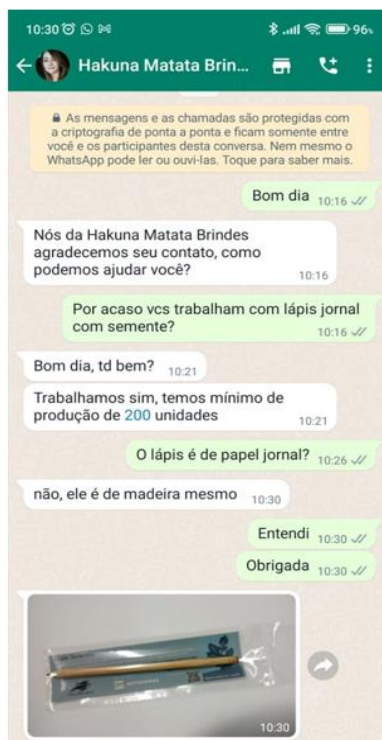 10:30
96%
Hakuna Matata Brin...
As mensagens e as chamadas são protegidas com
a criptografia de ponta a ponta e ficam somente entre
você e os participantes desta conversa. Nem mesmo o
WhatsApp pode ler ou ouvi-las. Toque para saber mais.
Bom dia 10:16
Nós da Hakuna Matata Brindes
agradecemos seu contato, como
podemos ajudar você?
10:16
Por acaso vcs trabalham com lápis jornal
com semente?
10:16
Bom dia, td bem? 10:21
Trabalhamos sim, temos mínimo de
produção de 200 unidades
10:21
O lápis é de papel jornal? 10:26
não, ele é de madeira mesmo 10:30
Entendi 10:30
Obrigada 10:30
10:30